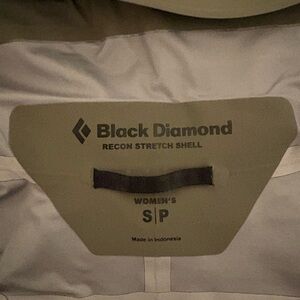 Black Diamond
RECON STRETCH SHELL
WOMEN'S
S|P
Made in Indonesia